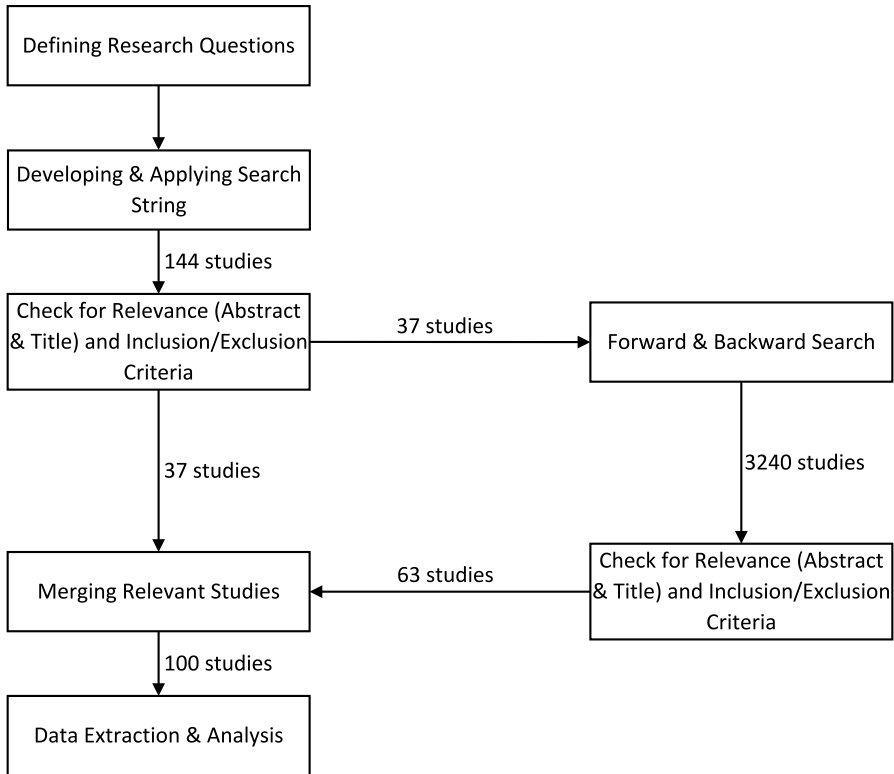 Defining Research Questions
Developing & Applying Search
String
144 studies
Check for Relevance (Abstract
& Title) and Inclusion/Exclusion
Criteria
37 studies
Forward & Backward Search
37 studies
3240 studies
Check for Relevance (Abstract
& Title) and Inclusion/Exclusion
Criteria
63 studies
Merging Relevant Studies
100 studies
Data Extraction & Analysis